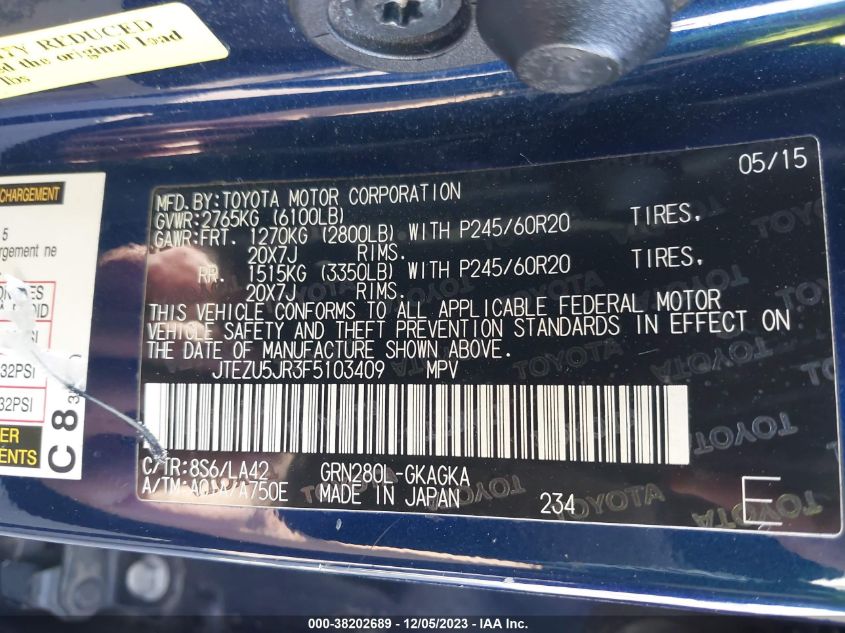 TY REDUCED
d the original Load
lbs
CHARGEMENT
5
argement ne
32PSI
32PSI
C 8
05/15
MFD. BY: TOYOTA MOTOR CORPORATION
GVWR: 2765KG (6100LB)
GAWR: FRT. 1270KG (2800LB) WITH P245/60R20 TIRES.
20X7J RIMS.
RR. 1515KG (3350LB) WITH P245/60R20 TIRES.
20X7J RIMS.
THIS VEHICLE CONFORMS TO ALL APPLICABLE FEDERAL MOTOR
VEHICLE SAFETY AND THEFT PREVENTION STANDARDS IN EFFECT ON
THE DATE OF MANUFACTURE SHOWN ABOVE.
JTEZU5JR3F5103409 MPV
C/TR: 8S6/LA42 GRN280L-GKAGKA
A/TM: A01A/A750E MADE IN JAPAN 234 E
000-38202689 - 12/05/2023 - IAA Inc.